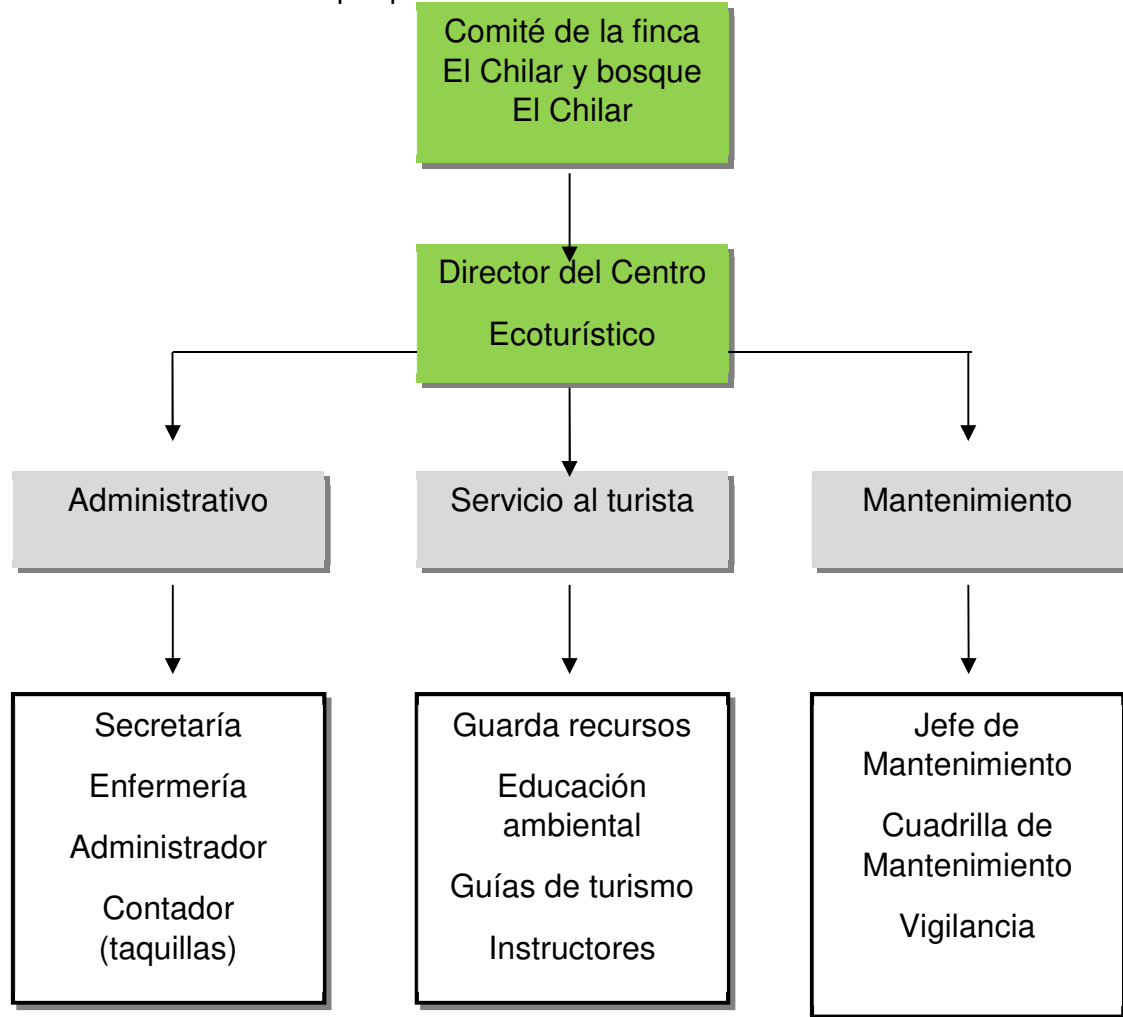 Comité de la finca
El Chilar y bosque
El Chilar
Director del Centro
Ecoturístico
Administrativo
Servicio al turista
Mantenimiento
Secretaría
Enfermería
Administrador
Contador
(taquillas)
Guarda recursos
Educación
ambiental
Guías de turismo
Instructores
Jefe de
Mantenimiento
Cuadrilla de
Mantenimiento
Vigilancia